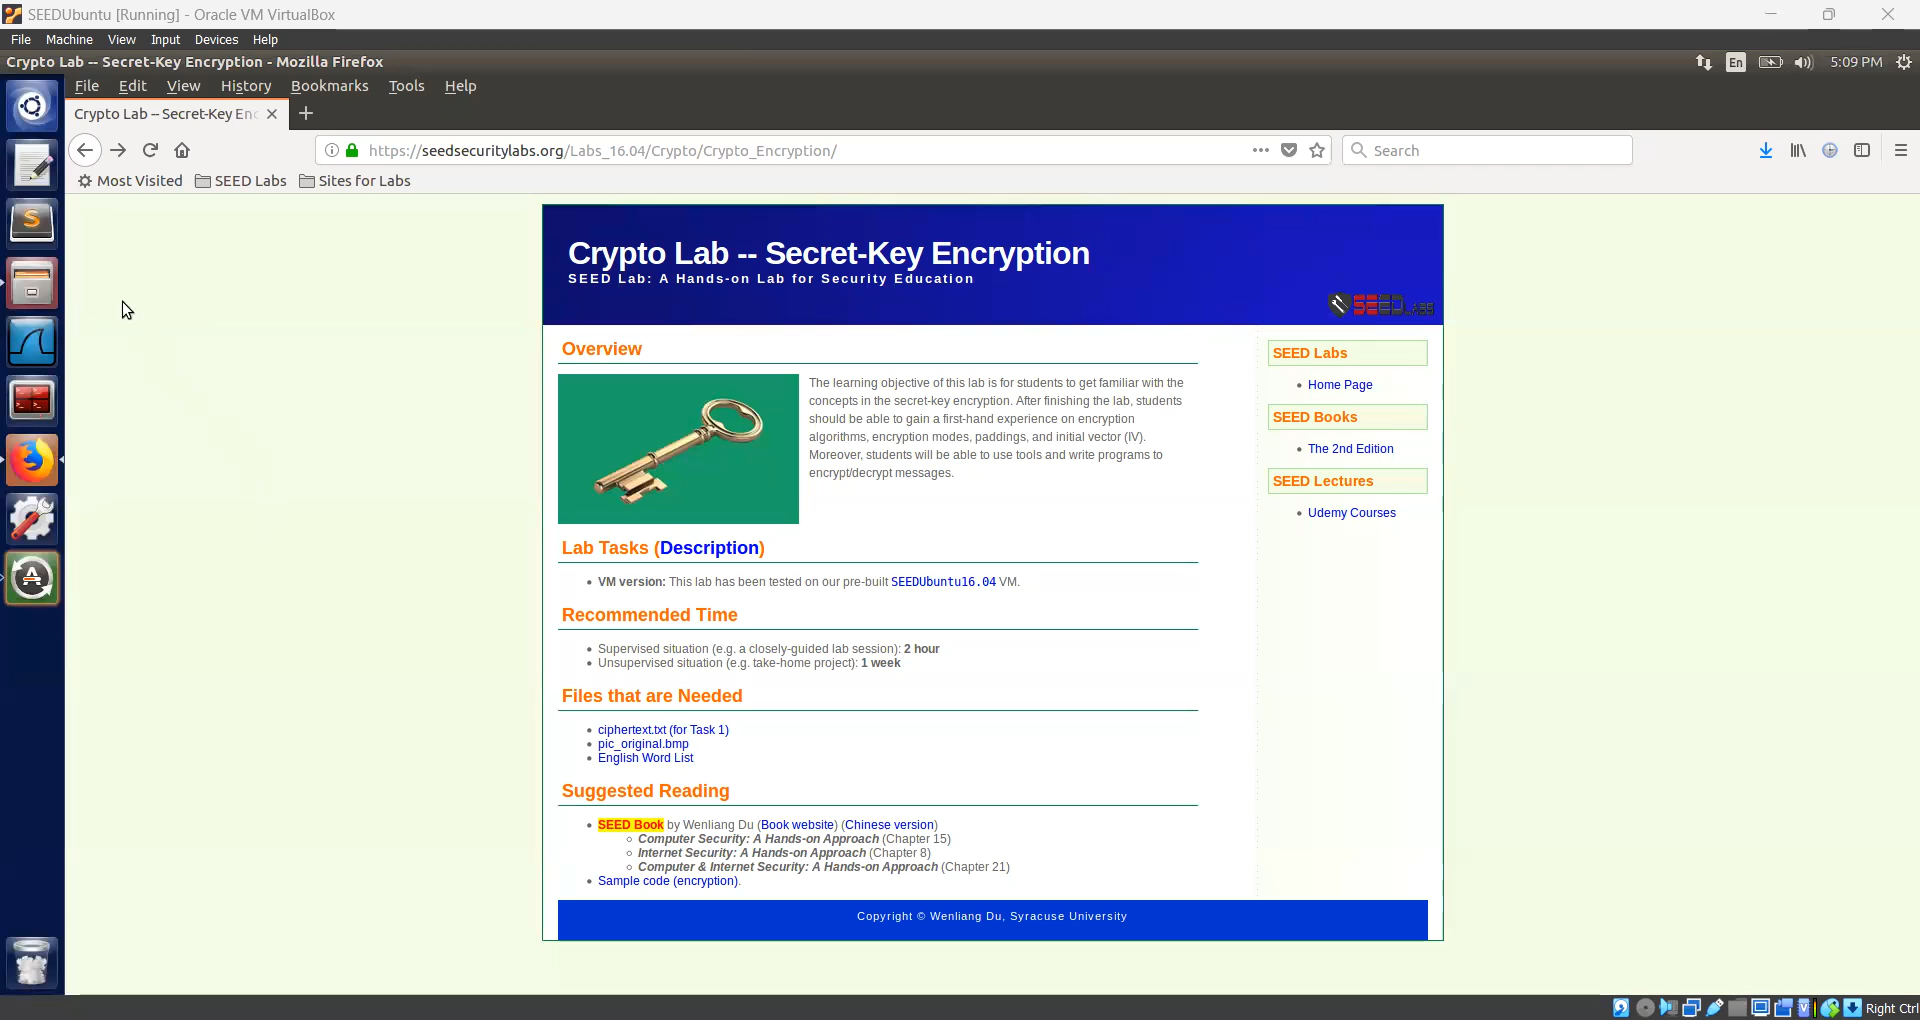 SEEDUbuntu [Running] - Oracle VM VirtualBox
File Machine View Input Devices Help
Crypto Lab -- Secret-Key Encryption - Mozilla Firefox
En
5:09 PM
File Edit View History Bookmarks Tools Help
Crypto Lab -- Secret-Key Enc
https://seedsecuritylabs.org/Labs_16.04/Crypto/Crypto_Encryption/
Search
Most Visited SEED Labs Sites for Labs
Crypto Lab -- Secret-Key Encryption
SEED Lab: A Hands-on Lab for Security Education
SEEDLABS
Overview
The learning objective of this lab is for students to get familiar with the
concepts in the secret-key encryption. After finishing the lab, students
should be able to gain a first-hand experience on encryption
algorithms, encryption modes, paddings, and initial vector (IV).
Moreover, students will be able to use tools and write programs to
encrypt/decrypt messages.
Lab Tasks (Description)
• VM version: This lab has been tested on our pre-built SEEDUbuntu16.04 VM.
Recommended Time
• Supervised situation (e.g. a closely-guided lab session): 2 hour
• Unsupervised situation (e.g. take-home project): 1 week
Files that are Needed
• ciphertext.txt (for Task 1)
• pic_original.bmp
• English Word List
Suggested Reading
• SEED Book by Wenliang Du (Book website) (Chinese version)
○ Computer Security: A Hands-on Approach (Chapter 15)
○ Internet Security: A Hands-on Approach (Chapter 8)
○ Computer & Internet Security: A Hands-on Approach (Chapter 21)
• Sample code (encryption).
SEED Labs
• Home Page
SEED Books
• The 2nd Edition
SEED Lectures
• Udemy Courses
Copyright © Wenliang Du, Syracuse University
Right Ctrl